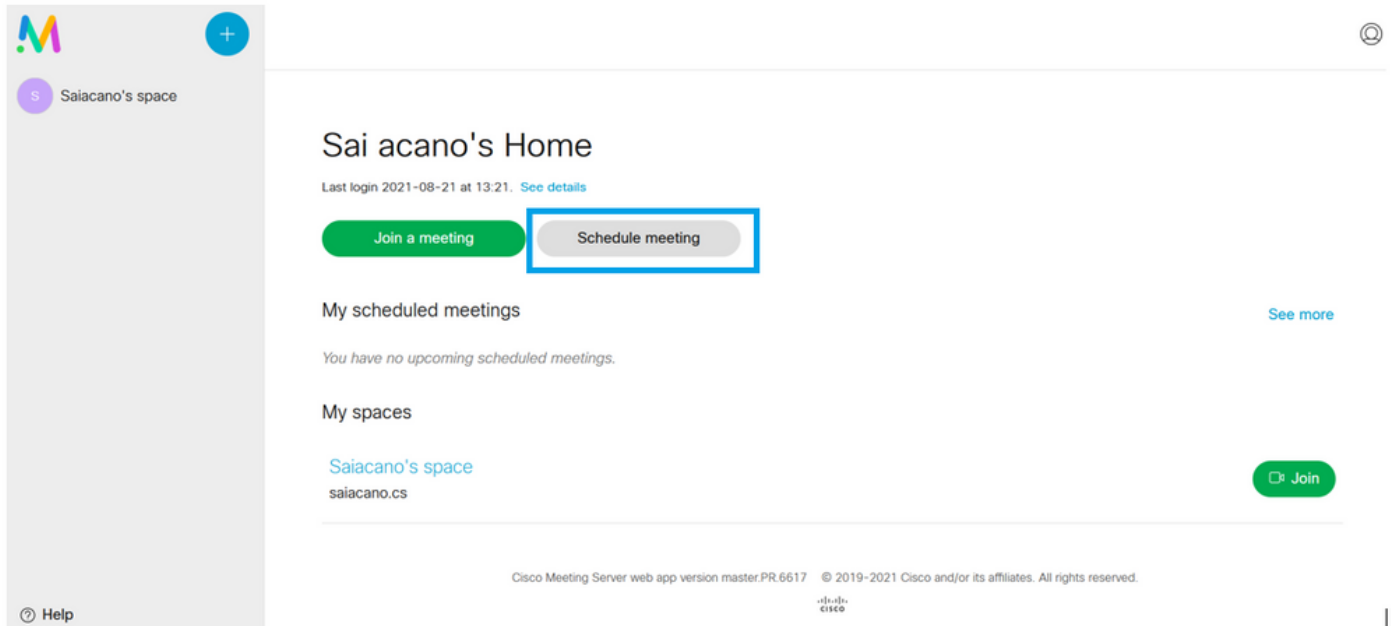 S Saiacano's space
Sai acano's Home
Last login 2021-08-21 at 13:21. See details
Join a meeting Schedule meeting
My scheduled meetings See more
You have no upcoming scheduled meetings.
My spaces
Saiacano's space
saiacano.cs
Join
Cisco Meeting Server web app version master.PR.6617 © 2019-2021 Cisco and/or its affiliates. All rights reserved.
CISCO
Help